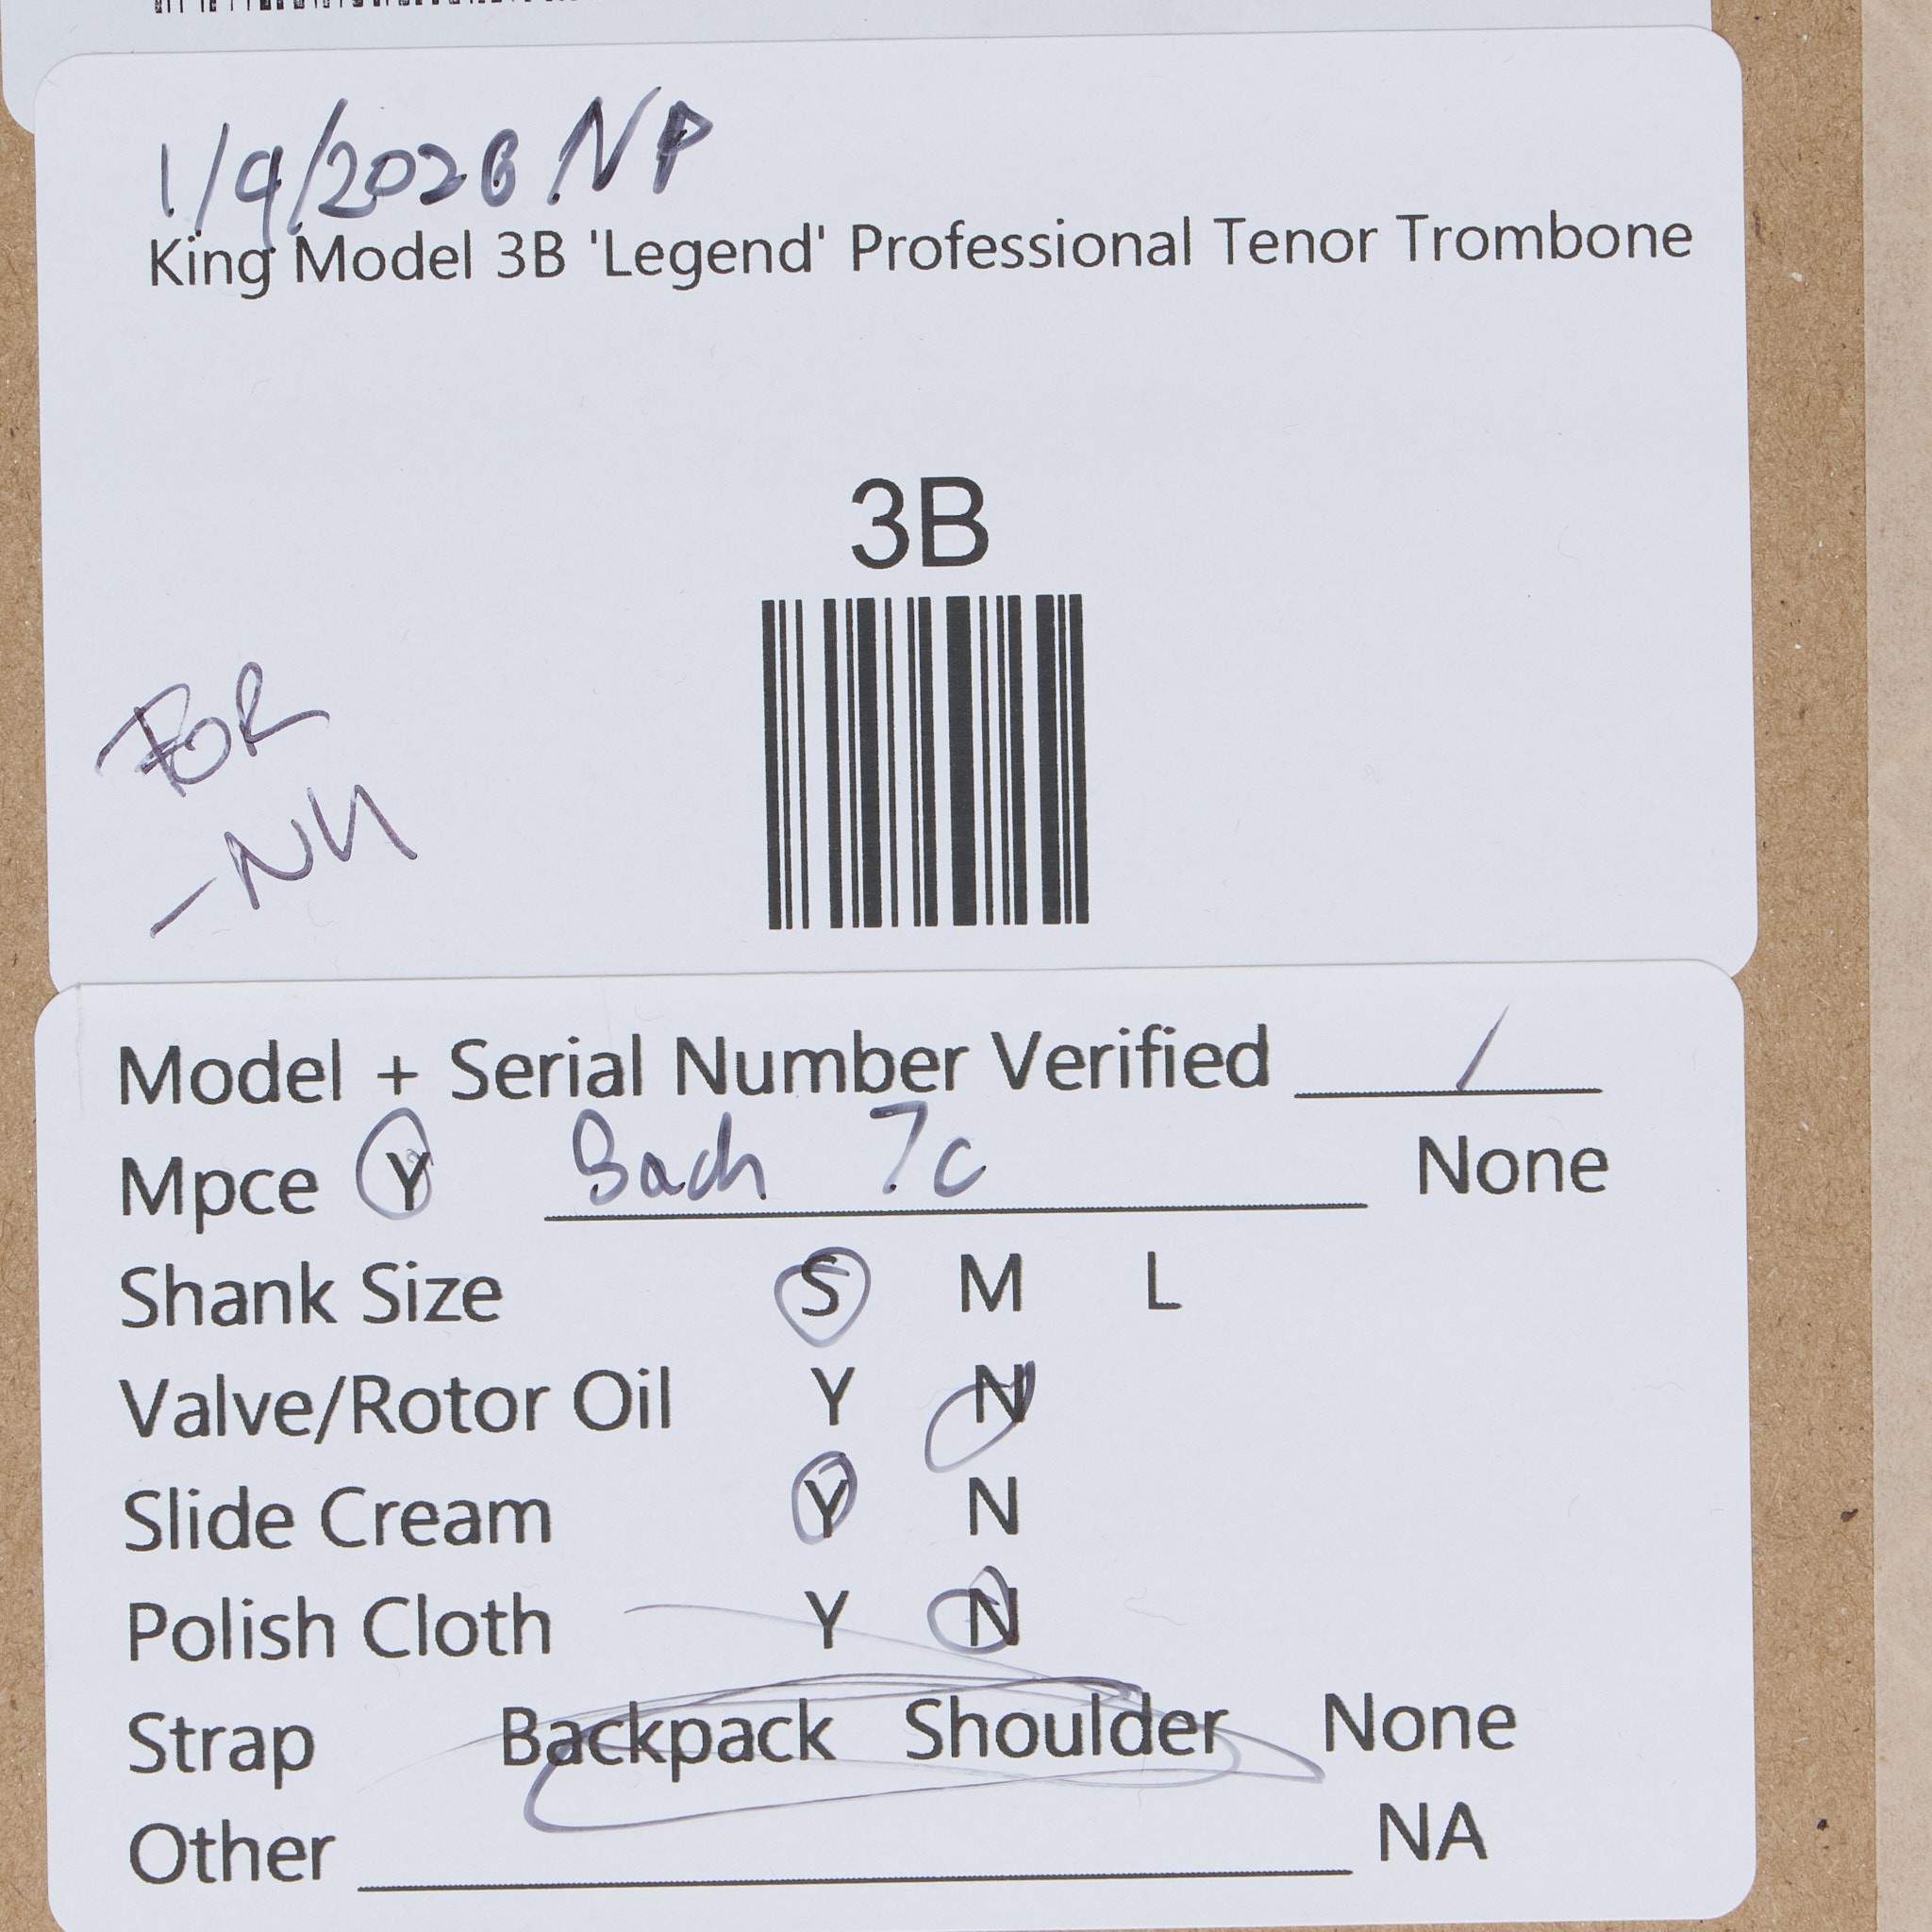 1/9/2026 NP
King Model 3B 'Legend' Professional Tenor Trombone
3B
FOR
Model + Serial Number Verified
Mpce Y Bach 7c None
Shank Size S M L
Valve/Rotor Oil Y N
Slide Cream Y N
Polish Cloth Y N
Strap Backpack Shoulder None
Other NA